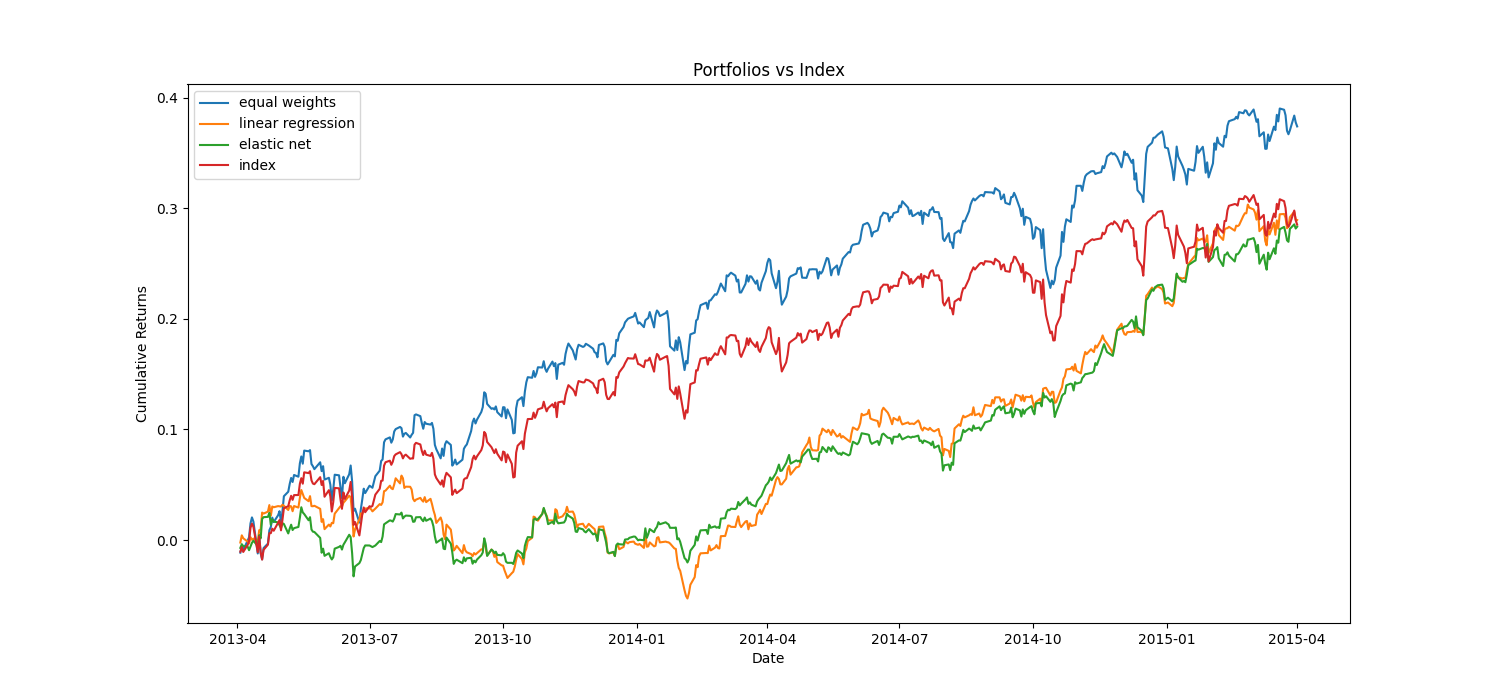 Portfolios vs Index
equal weights
linear regression
elastic net
index
0.4
0.3
0.2
0.1
0.0
Cumulative Returns
2013-04 2013-07 2013-10 2014-01 2014-04 2014-07 2014-10 2015-01 2015-04
Date